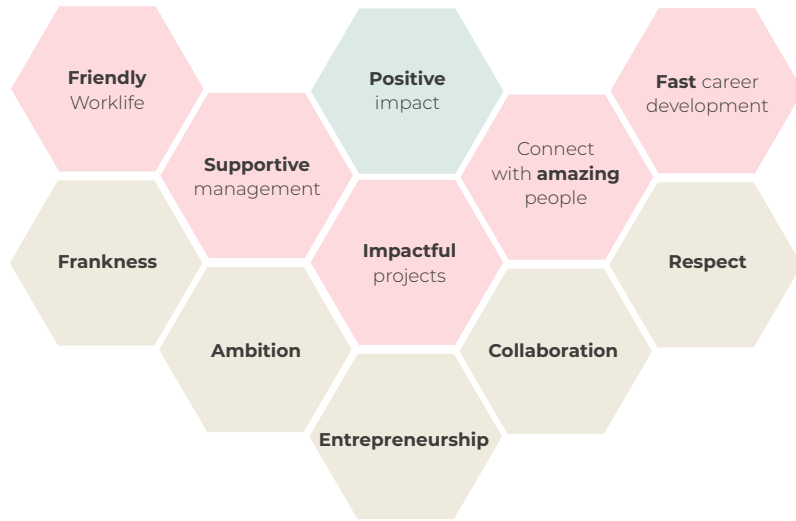 Friendly
Worklife
Positive
impact
Fast career
development
Supportive
management
Connect
with amazing
people
Frankness
Impactful
projects
Respect
Ambition
Collaboration
Entrepreneurship